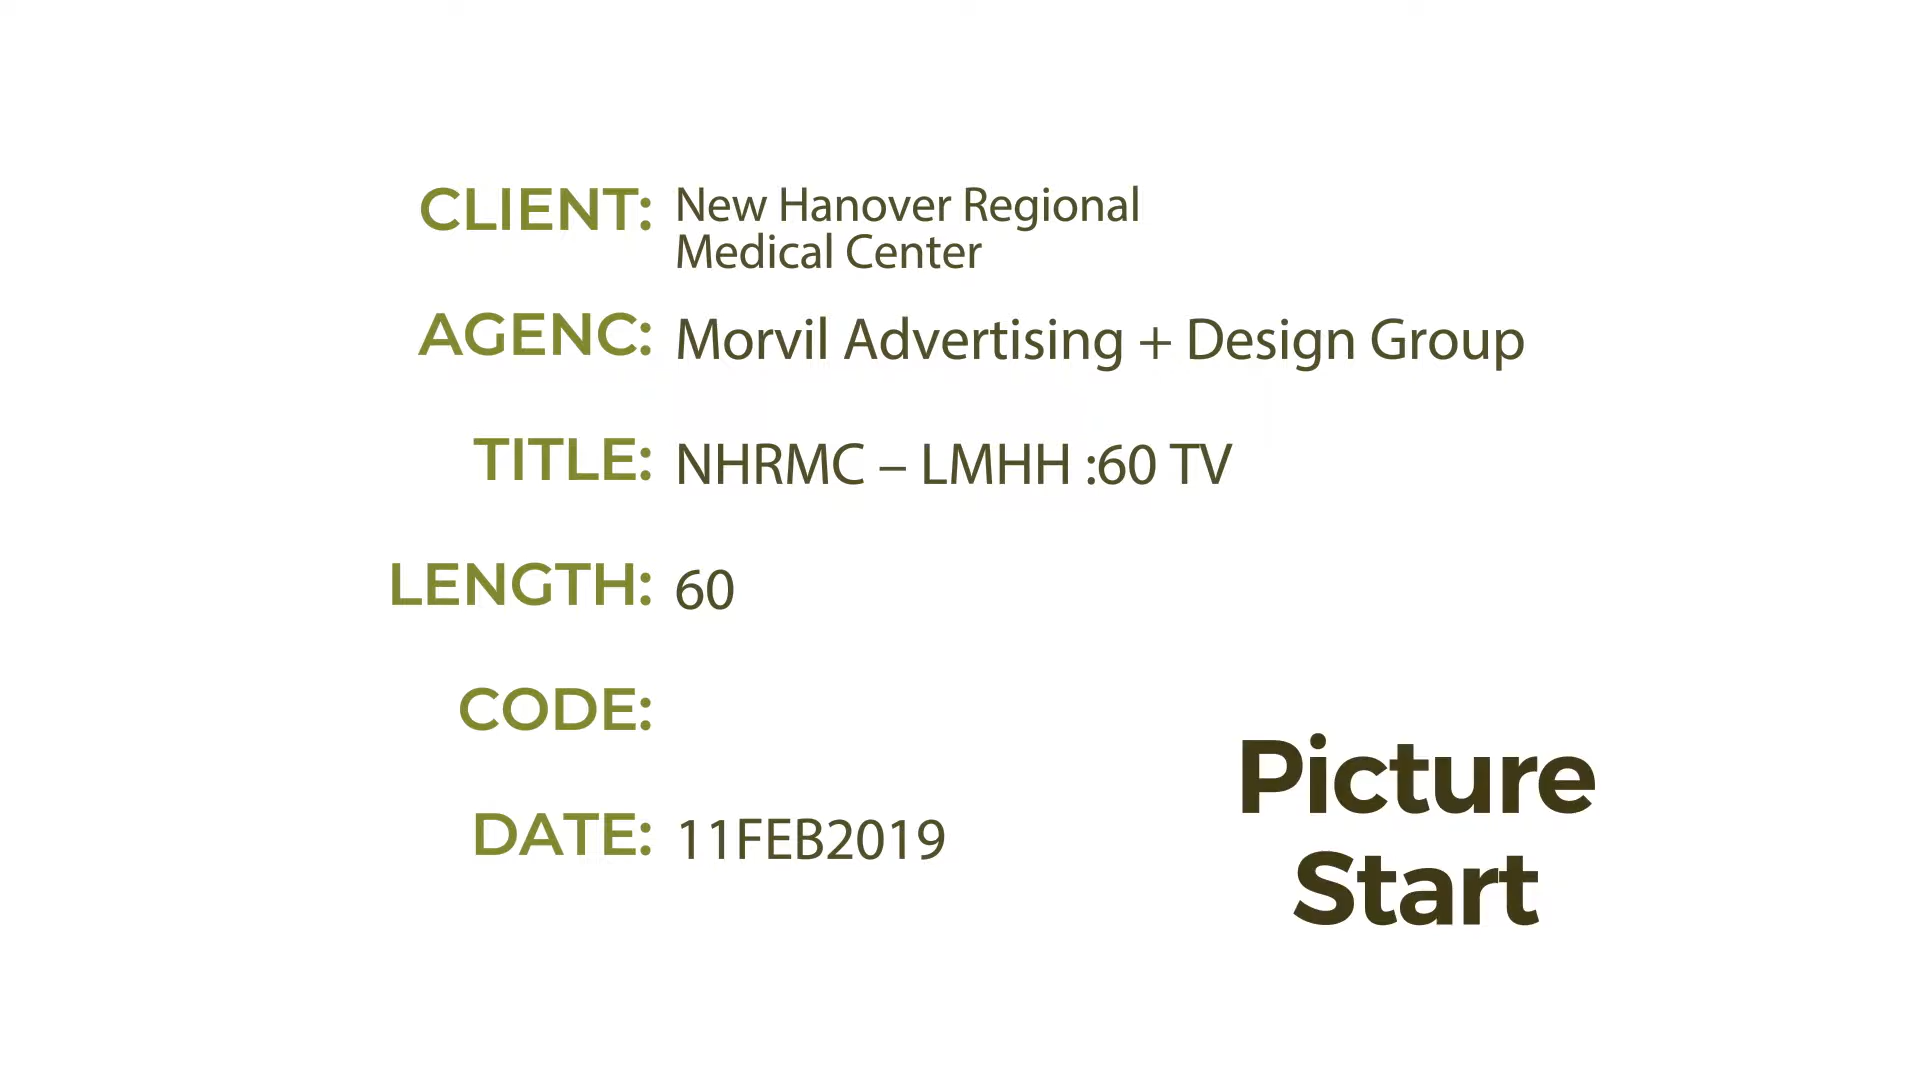 CLIENT: New Hanover Regional
Medical Center
AGENC: Morvil Advertising + Design Group
TITLE: NHRMC – LMHH :60 TV
LENGTH: 60
CODE:
DATE: 11FEB2019
Picture
Start